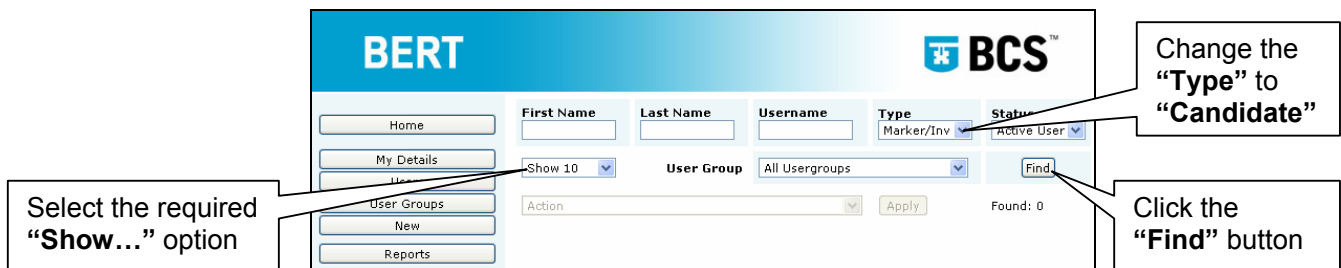 BERT
BCS™
Change the
“Type” to
“Candidate”
First Name Last Name Username Type Status
Home
Marker/Inv Active User
My Details
Show 10 User Group All Usergroups Find
Select the required
“Show…” option
User Groups
Action Apply Found: 0
Click the
“Find” button
New
Reports